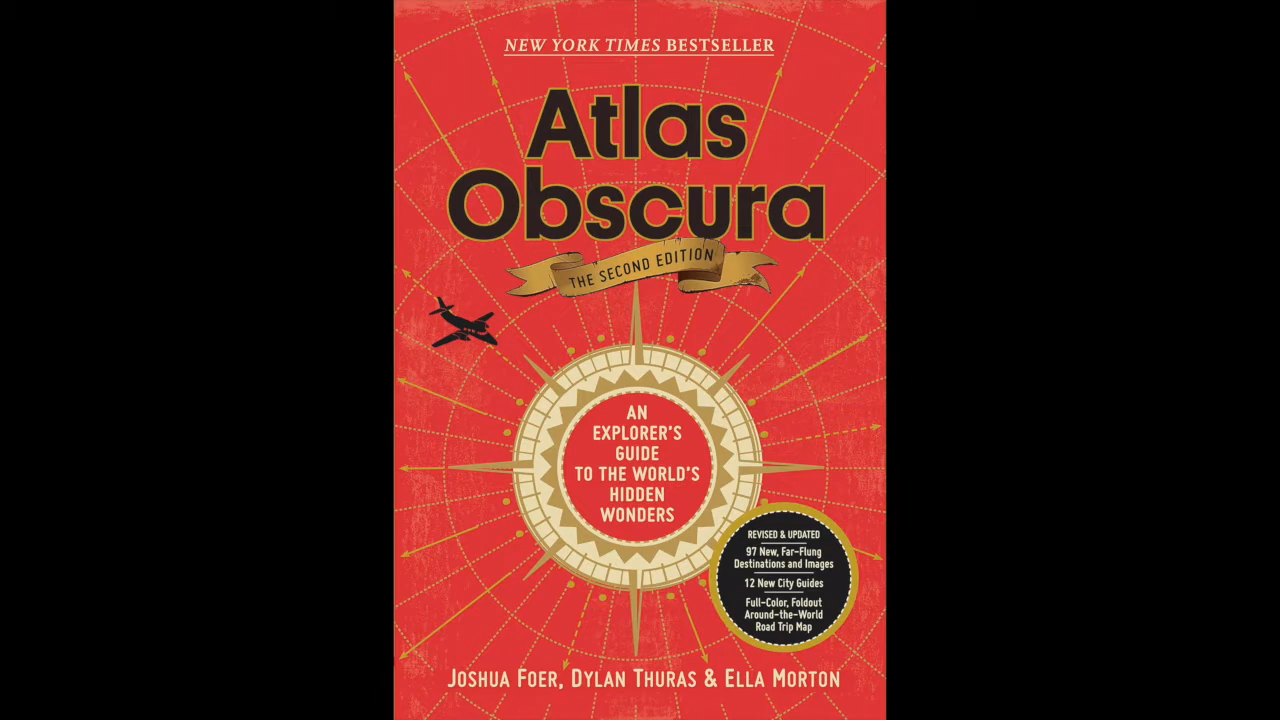 NEW YORK TIMES BESTSELLER
Atlas
Obscura
THE SECOND EDITION
AN
EXPLORER'S
GUIDE
TO THE WORLD'S
HIDDEN
WONDERS
REVISED & UPDATED
97 New, Far-Flung
Destinations and Images
12 New City Guides
Full-Color, Foldout
Around-the-World
Road Trip Map
JOSHUA FOER, DYLAN THURAS & ELLA MORTON